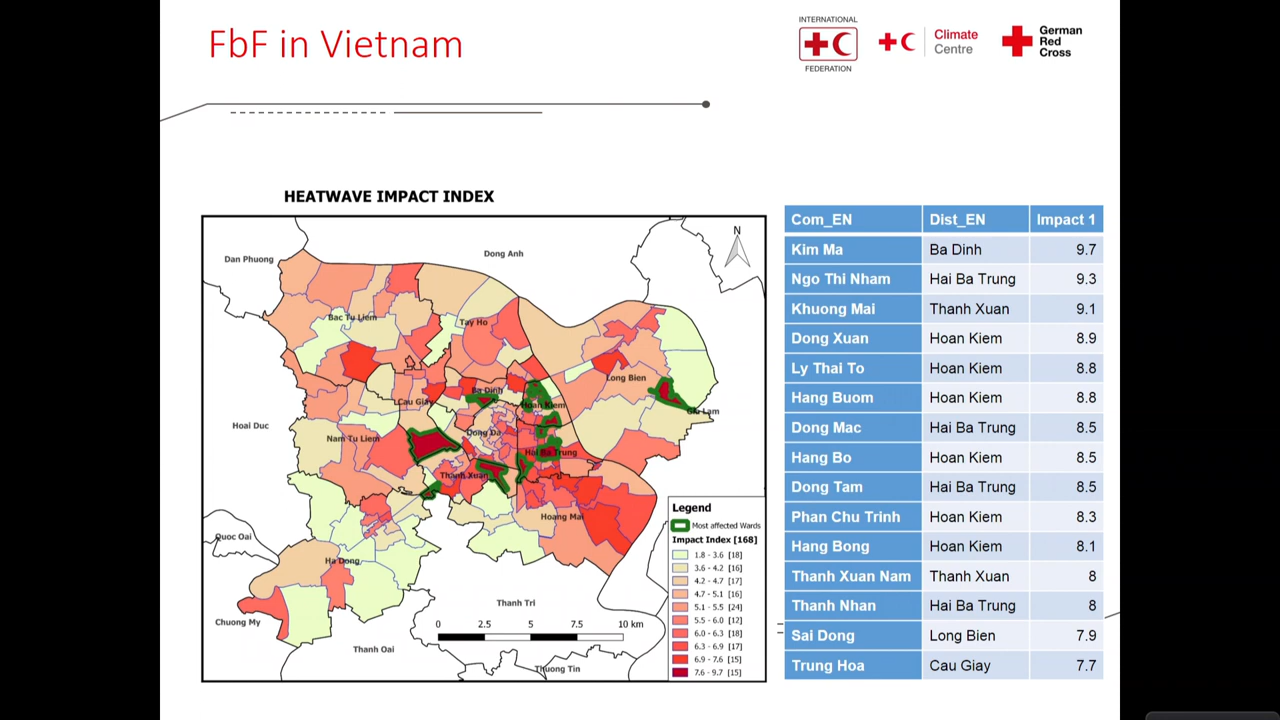 FbF in Vietnam
INTERNATIONAL
FEDERATION
Climate
Centre
German
Red
Cross
HEATWAVE IMPACT INDEX
Dan Phuong
Dong Anh
N
Bac Tu Liem
Tay Ho
Long Bien
Ba Dinh
Cau Giay
Hoan Kiem
Gia Lam
Hoai Duc
Nam Tu Liem
Dong Da
Hai Ba Trung
Thanh Xuan
Hoang Mai
Quoc Oai
Ha Dong
Chuong My
Thanh Tri
Thanh Oai
Thuong Tin
0 2.5 5 7.5 10 km
Legend
Most affected Wards
Impact Index [168]
1.8 - 3.6 [18]
3.6 - 4.2 [16]
4.2 - 4.7 [17]
4.7 - 5.1 [16]
5.1 - 5.5 [24]
5.5 - 6.0 [12]
6.0 - 6.3 [18]
6.3 - 6.9 [17]
6.9 - 7.6 [15]
7.6 - 9.7 [15]
Com_EN Dist_EN Impact 1
Kim Ma Ba Dinh 9.7
Ngo Thi Nham Hai Ba Trung 9.3
Khuong Mai Thanh Xuan 9.1
Dong Xuan Hoan Kiem 8.9
Ly Thai To Hoan Kiem 8.8
Hang Buom Hoan Kiem 8.8
Dong Mac Hai Ba Trung 8.5
Hang Bo Hoan Kiem 8.5
Dong Tam Hai Ba Trung 8.5
Phan Chu Trinh Hoan Kiem 8.3
Hang Bong Hoan Kiem 8.1
Thanh Xuan Nam Thanh Xuan 8
Thanh Nhan Hai Ba Trung 8
Sai Dong Long Bien 7.9
Trung Hoa Cau Giay 7.7